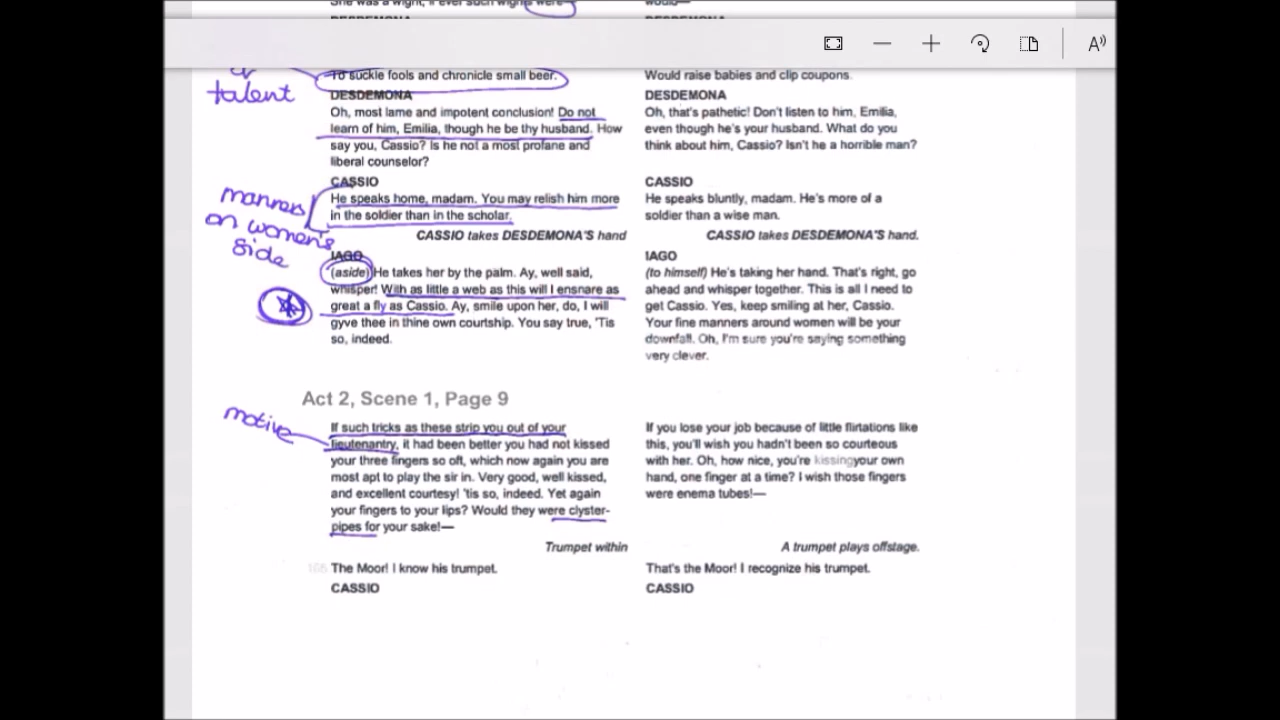 She was a wight, if ever such wights were—
would—
DESDEMONA
DESDEMONA
A))
or
talent
To suckle fools and chronicle small beer.
DESDEMONA
Oh, most lame and impotent conclusion! Do not
learn of him, Emilia, though he be thy husband. How
say you, Cassio? Is he not a most profane and
liberal counselor?
CASSIO
He speaks home, madam. You may relish him more
in the soldier than in the scholar.
CASSIO takes DESDEMONA'S hand
manners
on women's
side
IAGO
(aside) He takes her by the palm. Ay, well said,
whisper! With as little a web as this will I ensnare as
great a fly as Cassio. Ay, smile upon her, do, I will
gyve thee in thine own courtship. You say true, 'Tis
so, indeed.
Would raise babies and clip coupons.
DESDEMONA
Oh, that's pathetic! Don't listen to him, Emilia,
even though he's your husband. What do you
think about him, Cassio? Isn't he a horrible man?
CASSIO
He speaks bluntly, madam. He's more of a
soldier than a wise man.
CASSIO takes DESDEMONA'S hand.
IAGO
(to himself) He's taking her hand. That's right, go
ahead and whisper together. This is all I need to
get Cassio. Yes, keep smiling at her, Cassio.
Your fine manners around women will be your
downfall. Oh, I'm sure you're saying something
very clever.
Act 2, Scene 1, Page 9
motive
If such tricks as these strip you out of your
lieutenantry, it had been better you had not kissed
your three fingers so oft, which now again you are
most apt to play the sir in. Very good, well kissed,
and excellent courtesy! 'tis so, indeed. Yet again
your fingers to your lips? Would they were clyster-
pipes for your sake!—
Trumpet within
165 The Moor! I know his trumpet.
CASSIO
If you lose your job because of little flirtations like
this, you'll wish you hadn't been so courteous
with her. Oh, how nice, you're kissing your own
hand, one finger at a time? I wish those fingers
were enema tubes!—
A trumpet plays offstage.
That's the Moor! I recognize his trumpet.
CASSIO